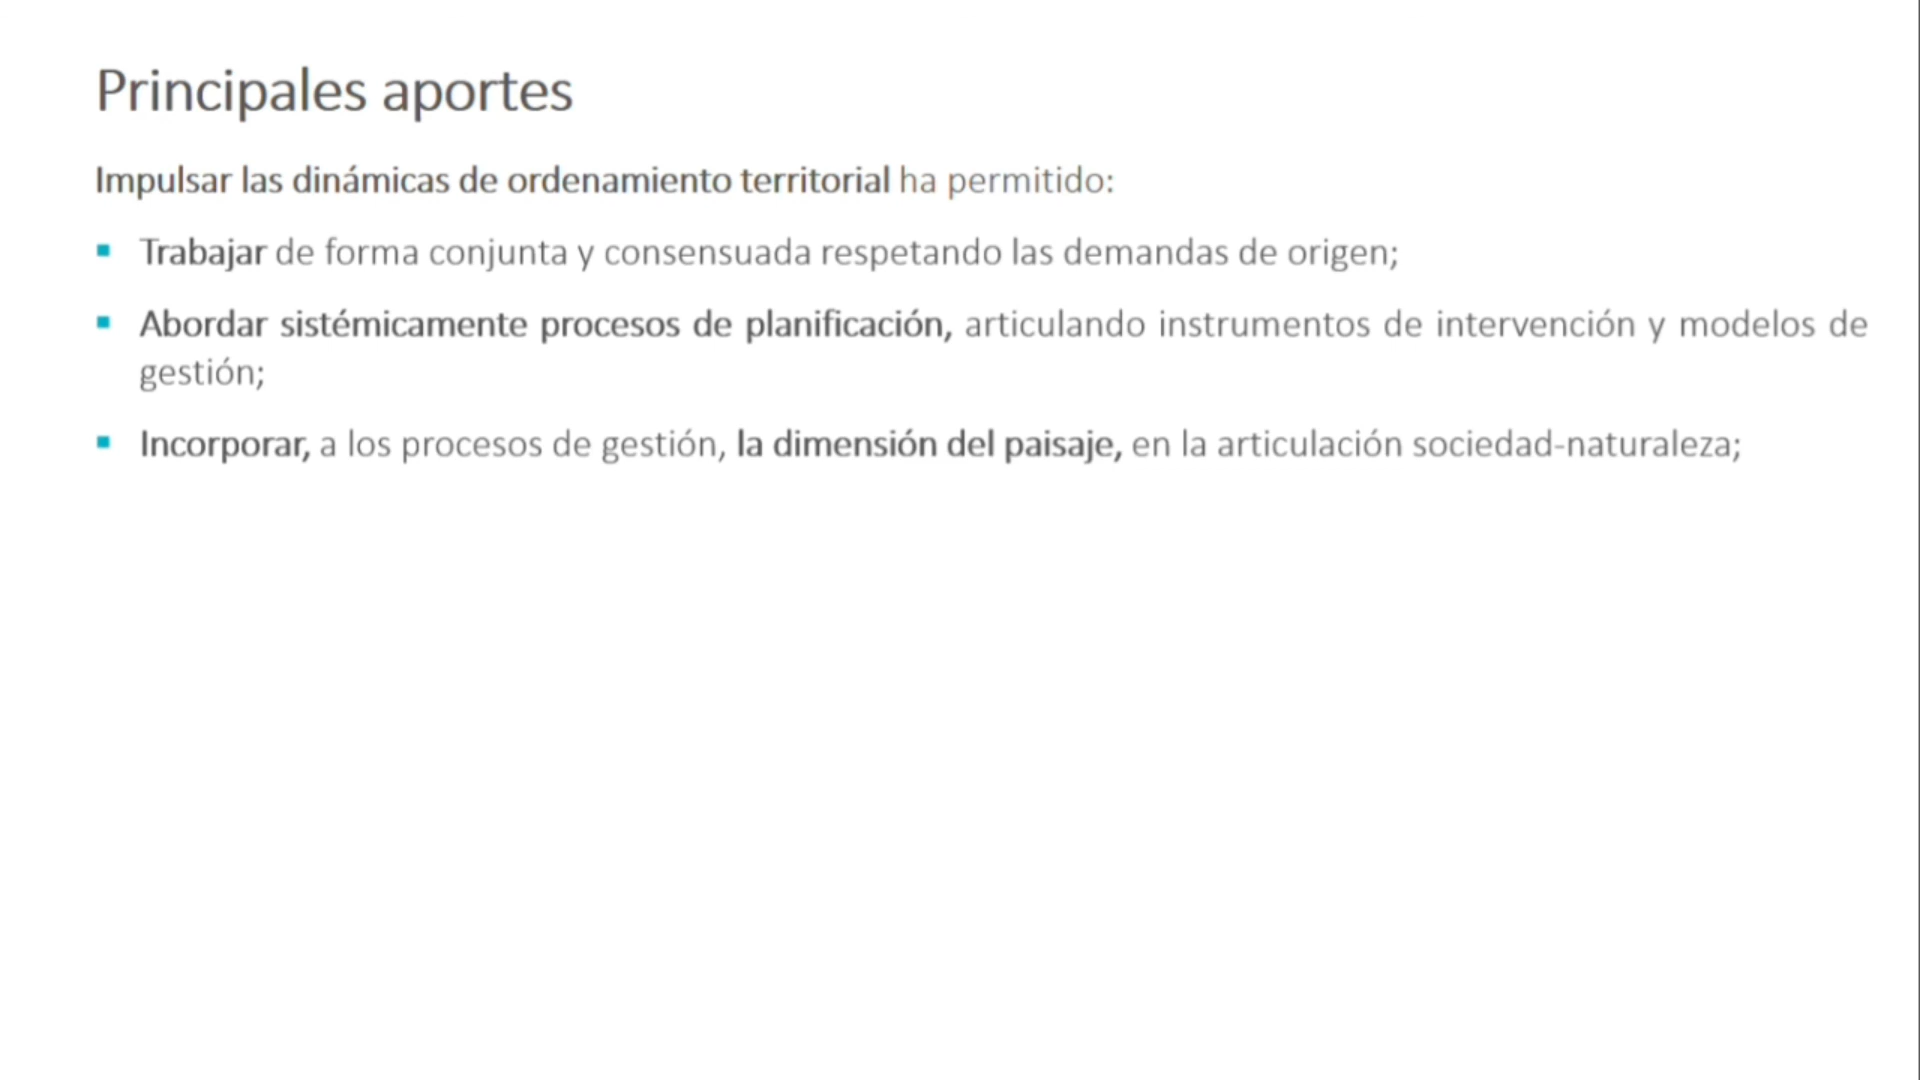 Principales aportes
Impulsar las dinámicas de ordenamiento territorial ha permitido:
▪ Trabajar de forma conjunta y consensuada respetando las demandas de origen;
▪ Abordar sistémicamente procesos de planificación, articulando instrumentos de intervención y modelos de
gestión;
▪ Incorporar, a los procesos de gestión, la dimensión del paisaje, en la articulación sociedad-naturaleza;